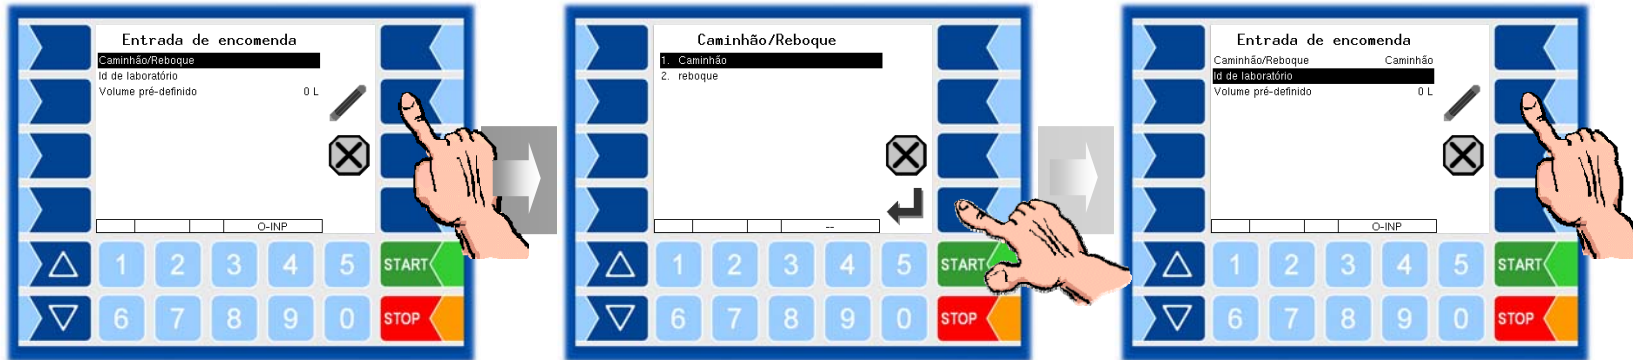 Entrada de encomenda
Caminhão/Reboque
Id de laboratório
Volume pré-definido 0 L
O-INP
1 2 3 4 5 START
6 7 8 9 0 STOP
Caminhão/Reboque
1. Caminhão
2. reboque
--
1 2 3 4 5 START
6 7 8 9 0 STOP
Entrada de encomenda
Caminhão/Reboque Caminhão
Id de laboratório
Volume pré-definido 0 L
O-INP
1 2 3 4 5 START
6 7 8 9 0 STOP